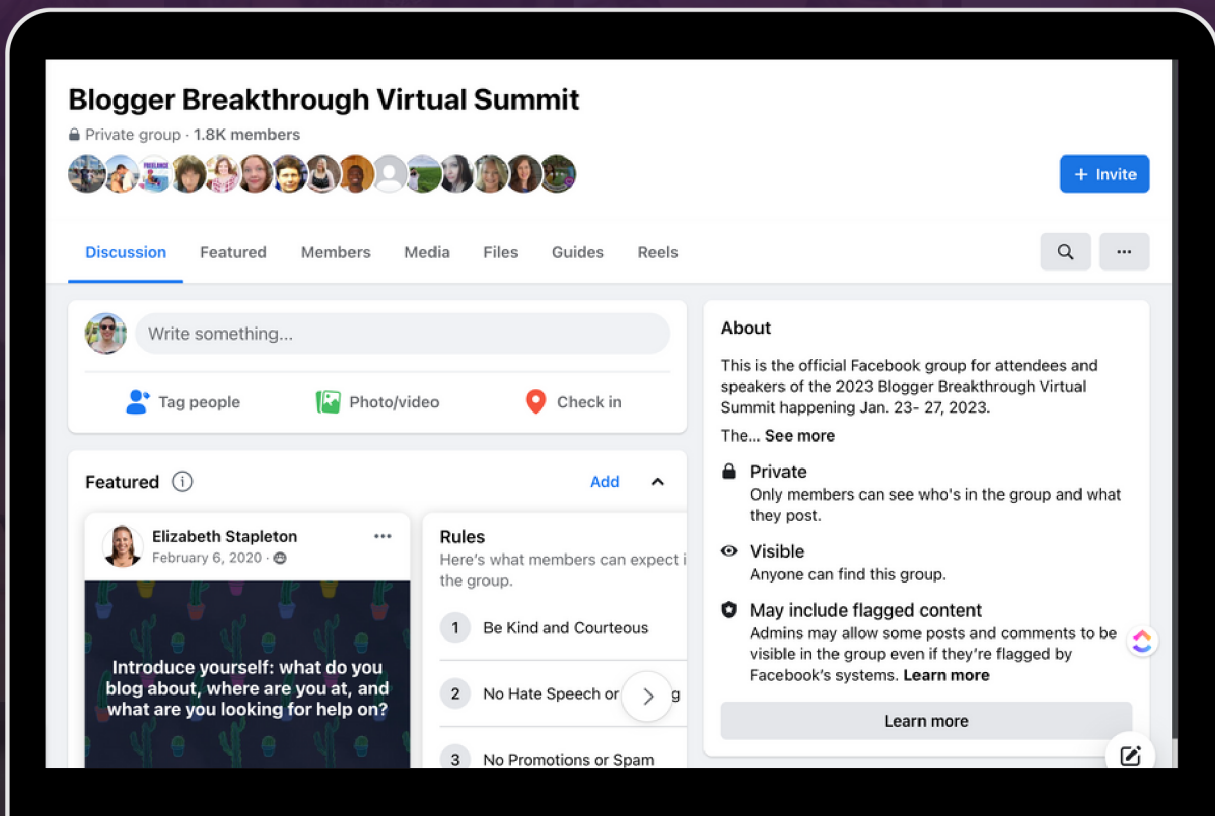 Blogger Breakthrough Virtual Summit
Private group · 1.8K members
FREELANCE
+ Invite
Discussion
Featured
Members
Media
Files
Guides
Reels
Write something...
Tag people
Photo/video
Check in
Featured
Add
Elizabeth Stapleton
February 6, 2020 ·
Introduce yourself: what do you
blog about, where are you at, and
what are you looking for help on?
Rules
Here's what members can expect i
the group.
1 Be Kind and Courteous
2 No Hate Speech or g
3 No Promotions or Spam
About
This is the official Facebook group for attendees and
speakers of the 2023 Blogger Breakthrough Virtual
Summit happening Jan. 23- 27, 2023.
The... See more
Private
Only members can see who's in the group and what
they post.
Visible
Anyone can find this group.
May include flagged content
Admins may allow some posts and comments to be
visible in the group even if they're flagged by
Facebook's systems. Learn more
Learn more